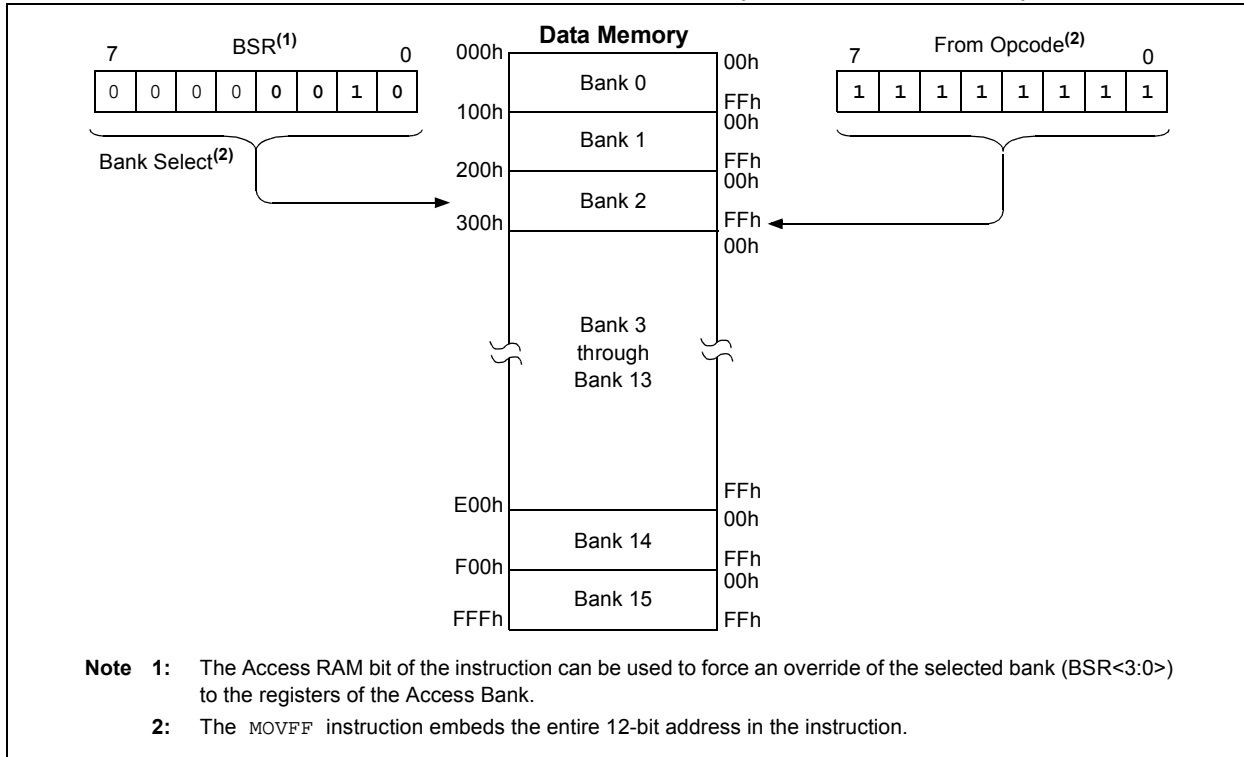 Data Memory
7 BSR(1) 0
0 0 0 0 0 0 1 0
Bank Select(2)
000h
100h
200h
300h
E00h
F00h
FFFh
Bank 0
Bank 1
Bank 2
Bank 3
through
Bank 13
Bank 14
Bank 15
00h
FFh
00h
FFh
00h
FFh
00h
FFh
00h
FFh
00h
FFh
7 From Opcode(2) 0
1 1 1 1 1 1 1 1
Note 1: The Access RAM bit of the instruction can be used to force an override of the selected bank (BSR<3:0>)
to the registers of the Access Bank.
2: The MOVFF instruction embeds the entire 12-bit address in the instruction.